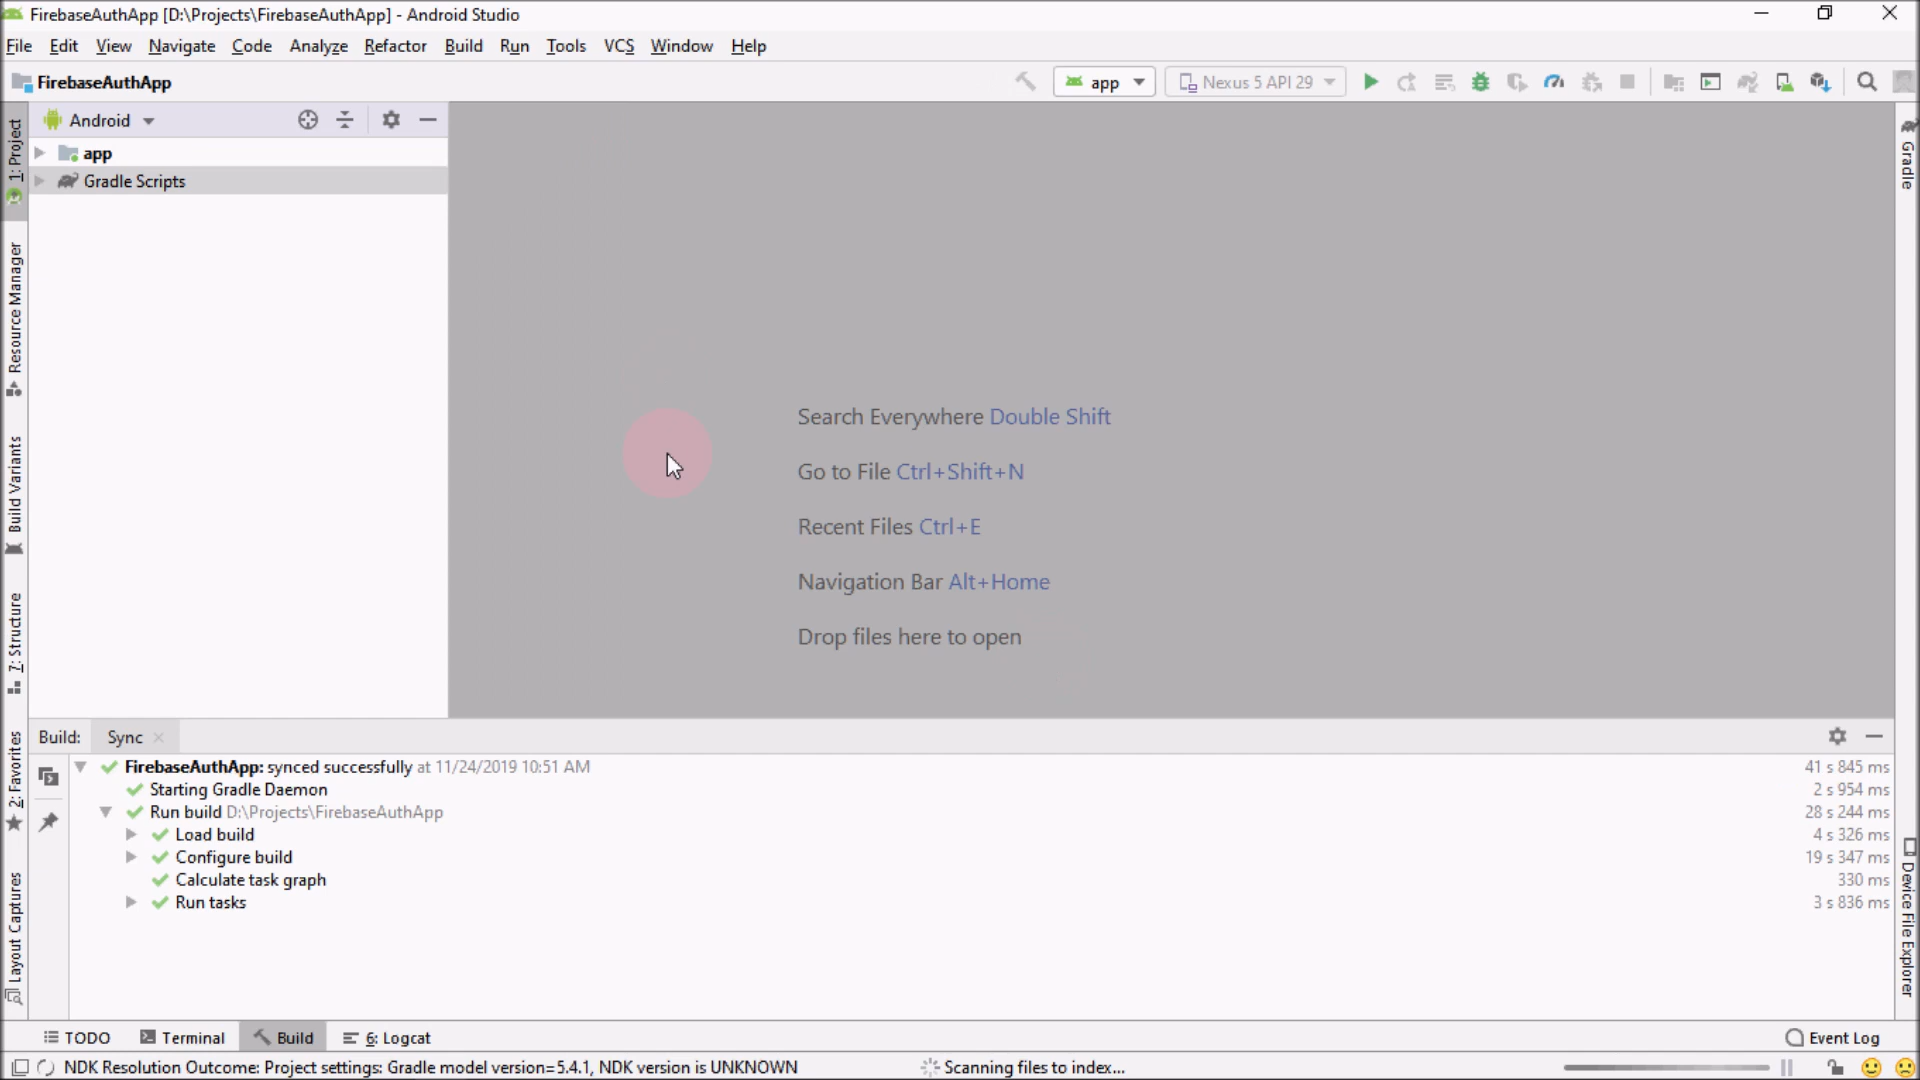 FirebaseAuthApp [D:\Projects\FirebaseAuthApp] - Android Studio
File Edit View Navigate Code Analyze Refactor Build Run Tools VCS Window Help
FirebaseAuthApp
app
Nexus 5 API 29
Android
app
Gradle Scripts
1: Project
Resource Manager
Build Variants
7: Structure
2: Favorites
Layout Captures
Search Everywhere Double Shift
Go to File Ctrl+Shift+N
Recent Files Ctrl+E
Navigation Bar Alt+Home
Drop files here to open
Gradle
Device File Explorer
Build: Sync
FirebaseAuthApp: synced successfully at 11/24/2019 10:51 AM 41 s 845 ms
Starting Gradle Daemon 2 s 954 ms
Run build D:\Projects\FirebaseAuthApp 28 s 244 ms
Load build 4 s 326 ms
Configure build 19 s 347 ms
Calculate task graph 330 ms
Run tasks 3 s 836 ms
TODO Terminal Build 6: Logcat Event Log
NDK Resolution Outcome: Project settings: Gradle model version=5.4.1, NDK version is UNKNOWN Scanning files to index...